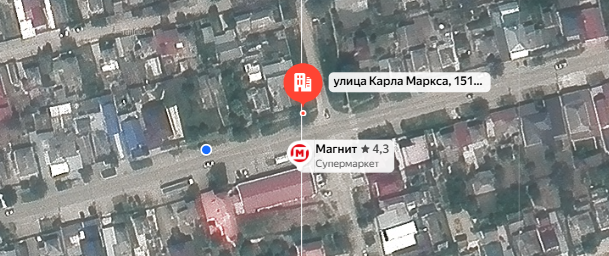 улица Карла Маркса, 151...
Магнит ★ 4,3
Супермаркет